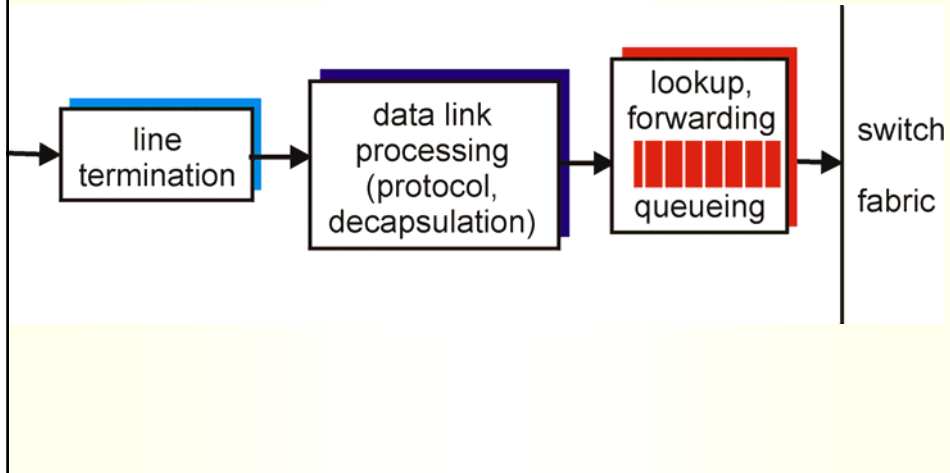 line
termination
data link
processing
(protocol,
decapsulation)
lookup,
forwarding
queueing
switch
fabric